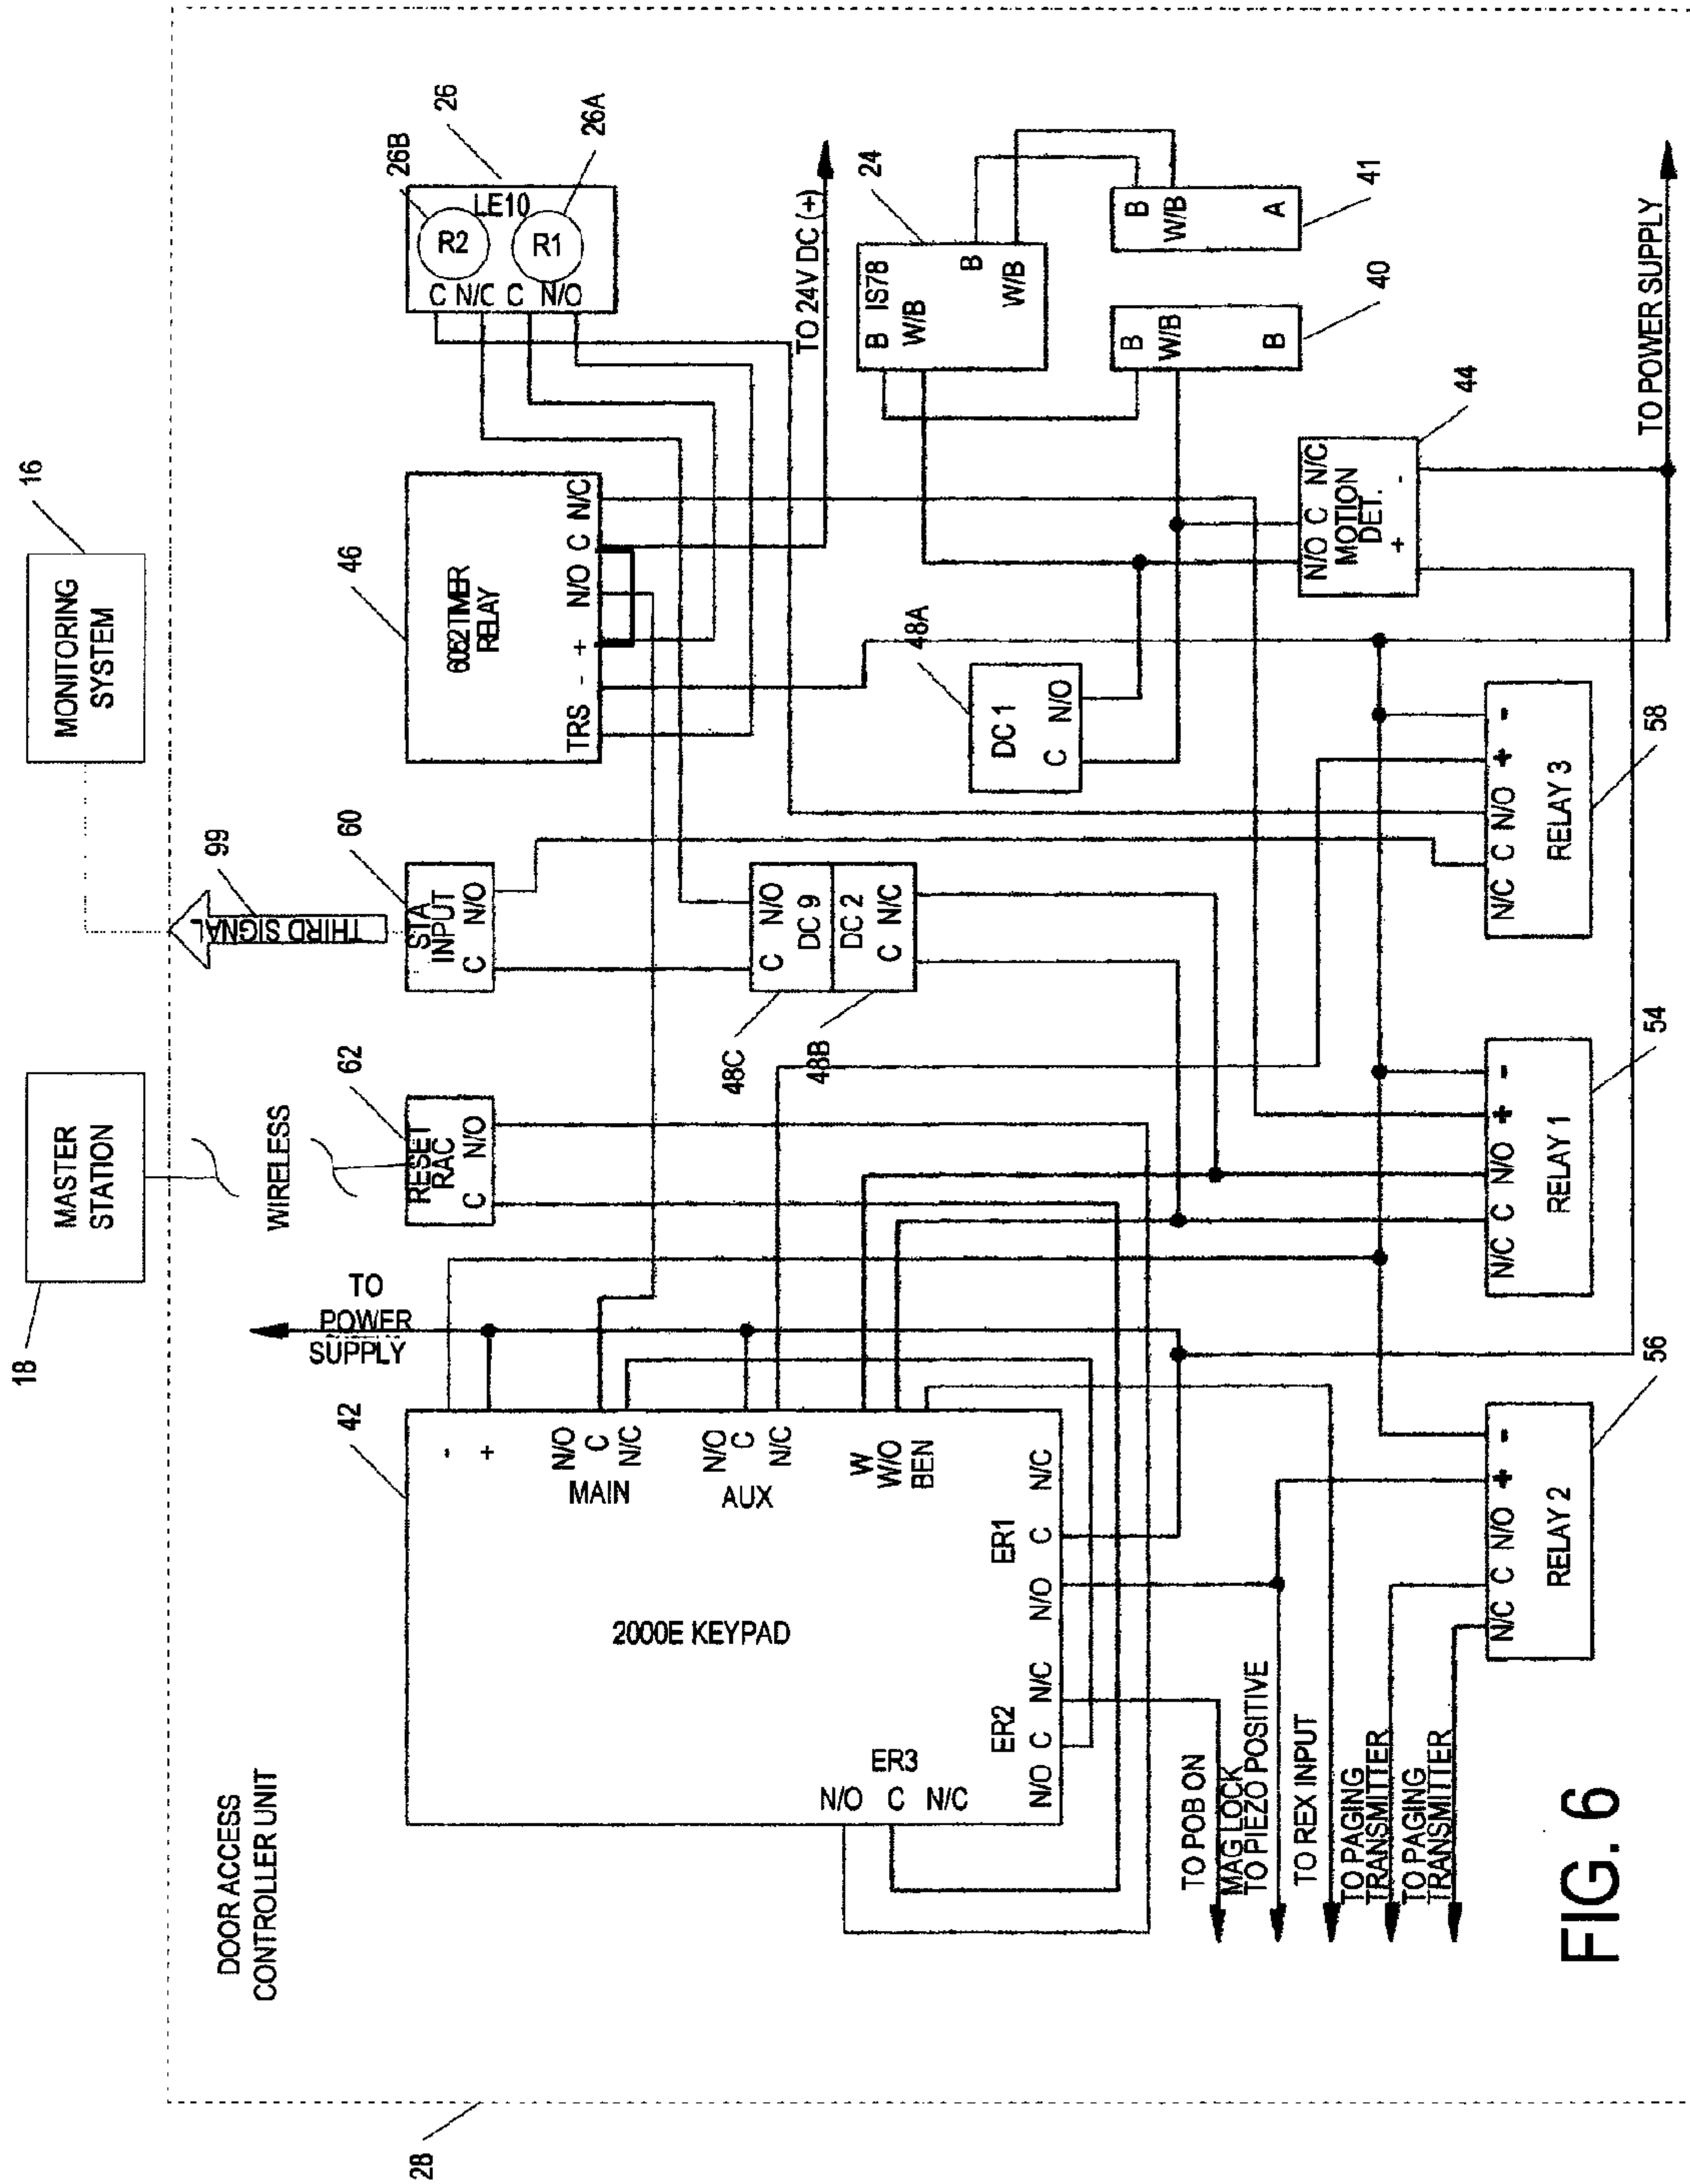 18
MASTER
STATION
MONITORING
SYSTEM
16
28
DOOR ACCESS
CONTROLLER UNIT
WIRELESS
THIRD SIGNAL
99
TO
POWER
SUPPLY
62
RESET
RAC
C N/O
60
STA
INPUT
C N/O
46
6052 TIMER
RELAY
TRS - + N/O C N/C
26B
26
26A
LE10
R2
R1
C N/C C N/O
TO 24V DC (+)
42
-
+
N/O
C
N/C
MAIN
N/O
C
N/C
AUX
W
W/O
BEN
2000E KEYPAD
ER3
N/O C N/C
ER2
N/O C N/C
ER1
N/O C N/C
48C
C N/O
DC 9
DC 2
C N/C
48B
48A
DC 1
C N/O
24
IS78
B
W/B
B
W/B
B
W/B
B
40
B
W/B
A
41
N/O C N/C
MOTION
DET.
+ -
44
TO POB ON
MAG LOCK
TO PIEZO POSITIVE
TO REX INPUT
TO PAGING
TRANSMITTER
TO PAGING
TRANSMITTER
N/C C N/O + -
RELAY 2
56
N/C C N/O + -
RELAY 1
54
N/C C N/O + -
RELAY 3
58
TO POWER SUPPLY
FIG. 6